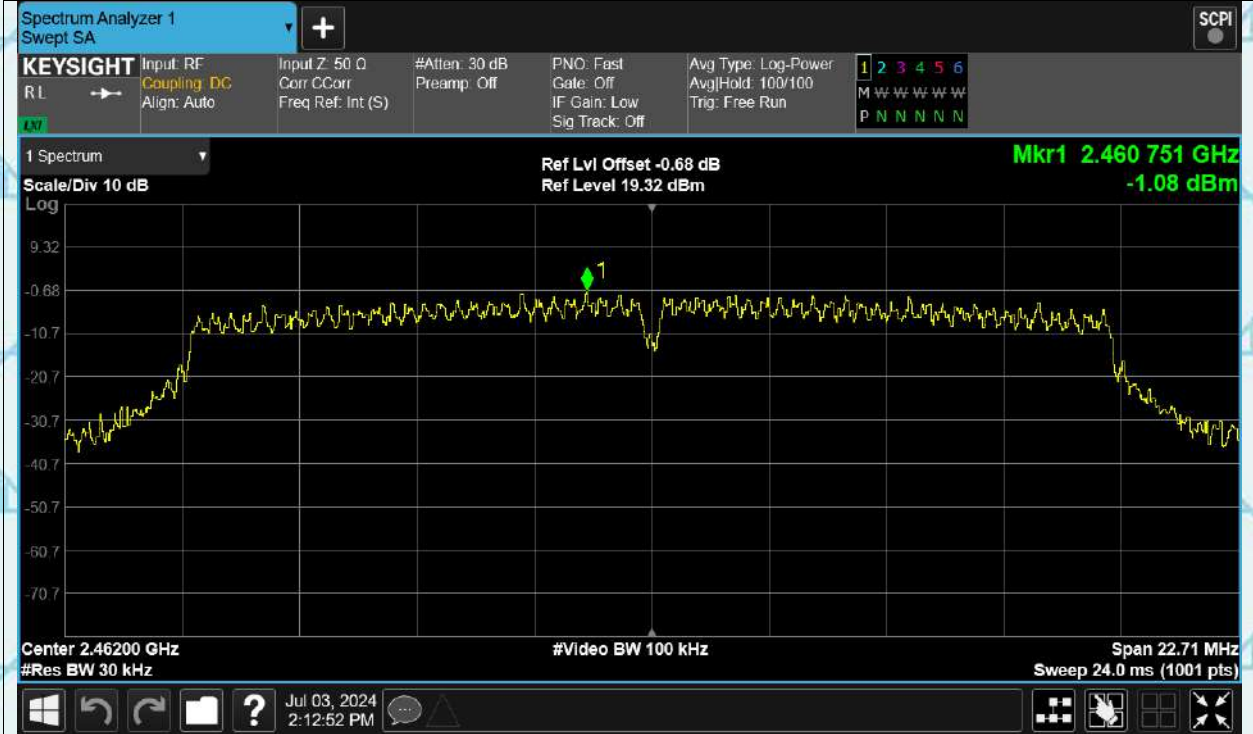 Spectrum Analyzer 1
Swept SA
+
SCPI
KEYSIGHT
RL
LXI
Input: RF
Coupling: DC
Align: Auto
Input Z: 50 Ω
Corr CCorr
Freq Ref: Int (S)
#Atten: 30 dB
Preamp: Off
PNO: Fast
Gate: Off
IF Gain: Low
Sig Track: Off
Avg Type: Log-Power
Avg|Hold: 100/100
Trig: Free Run
1 2 3 4 5 6
M W W W W W
P N N N N N
1 Spectrum
Scale/Div 10 dB
Log
Ref Lvl Offset -0.68 dB
Ref Level 19.32 dBm
Mkr1 2.460 751 GHz
-1.08 dBm
9.32
-0.68
-10.7
-20.7
-30.7
-40.7
-50.7
-60.7
-70.7
1
Center 2.46200 GHz
#Res BW 30 kHz
#Video BW 100 kHz
Span 22.71 MHz
Sweep 24.0 ms (1001 pts)
?
Jul 03, 2024
2:12:52 PM